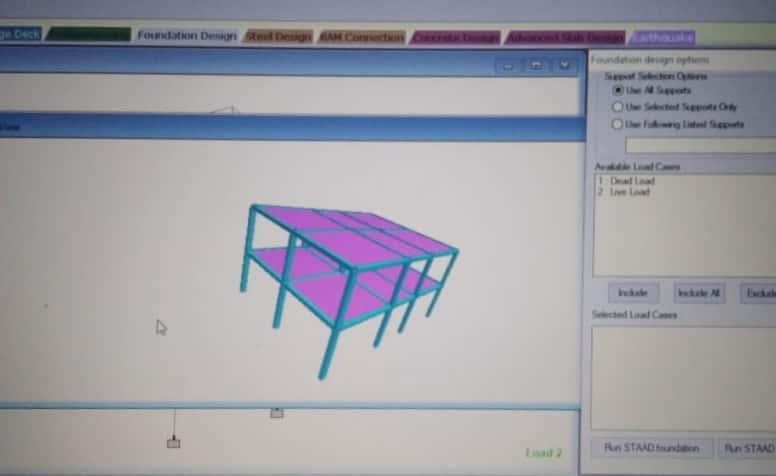 ge Deck
Foundation Design
Steel Design
RAM Connection
Concrete Design
Advanced Slab Design
Earthquake
Foundation design options
Support Selection Options
Use All Supports
Use Selected Supports Only
Use Following Listed Supports
Available Load Cases
1 : Dead Load
2 : Live Load
Include
Include All
Exclude
Selected Load Cases
Load 2
Run STAAD.foundation
Run STAAD